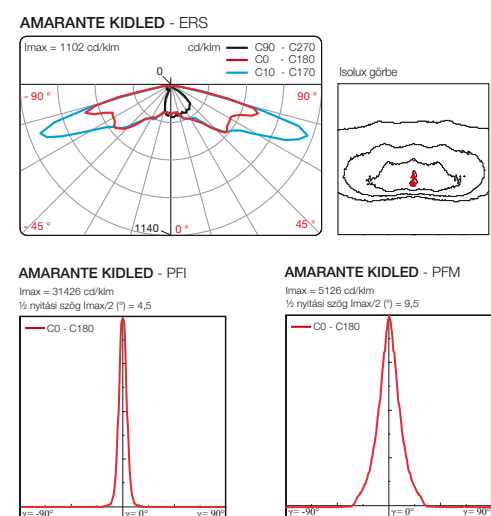 AMARANTE KIDLED - ERS
Imax = 1102 cd/klm
cd/klm
C90 - C270
C0 - C180
C10 - C170
0
- 90 °
90 °
- 45 °
1140
0 °
45 °
Isolux görbe
AMARANTE KIDLED - PFI
Imax = 31426 cd/klm
½ nyitási szög Imax/2 (°) = 4,5
C0 - C180
γ= -90°
γ= 0°
γ= 90°
AMARANTE KIDLED - PFM
Imax = 5126 cd/klm
½ nyitási szög Imax/2 (°) = 9,5
C0 - C180
γ= -90°
γ= 0°
γ= 90°